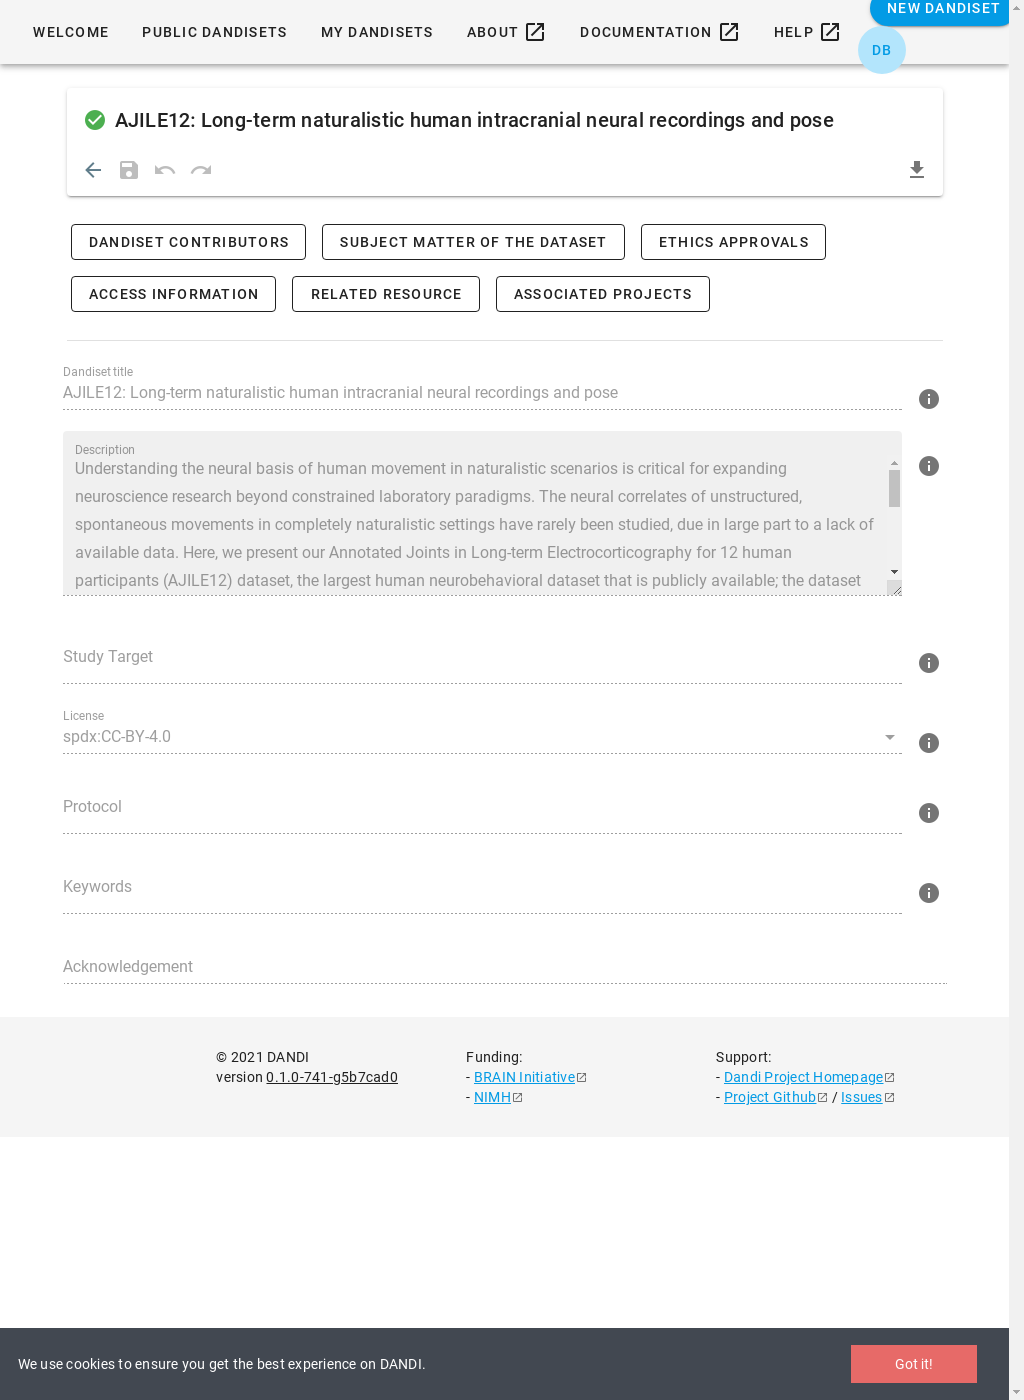 WELCOME PUBLIC DANDISETS MY DANDISETS ABOUT DOCUMENTATION HELP NEW DANDISET
DB
AJILE12: Long-term naturalistic human intracranial neural recordings and pose
DANDISET CONTRIBUTORS SUBJECT MATTER OF THE DATASET ETHICS APPROVALS
ACCESS INFORMATION RELATED RESOURCE ASSOCIATED PROJECTS
Dandiset title
AJILE12: Long-term naturalistic human intracranial neural recordings and pose
Description
Understanding the neural basis of human movement in naturalistic scenarios is critical for expanding
neuroscience research beyond constrained laboratory paradigms. The neural correlates of unstructured,
spontaneous movements in completely naturalistic settings have rarely been studied, due in large part to a lack of
available data. Here, we present our Annotated Joints in Long-term Electrocorticography for 12 human
participants (AJILE12) dataset, the largest human neurobehavioral dataset that is publicly available; the dataset
Study Target
License
spdx:CC-BY-4.0
Protocol
Keywords
Acknowledgement
© 2021 DANDI
version 0.1.0-741-g5b7cad0
Funding:
- BRAIN Initiative
- NIMH
Support:
- Dandi Project Homepage
- Project Github / Issues
We use cookies to ensure you get the best experience on DANDI.
Got it!